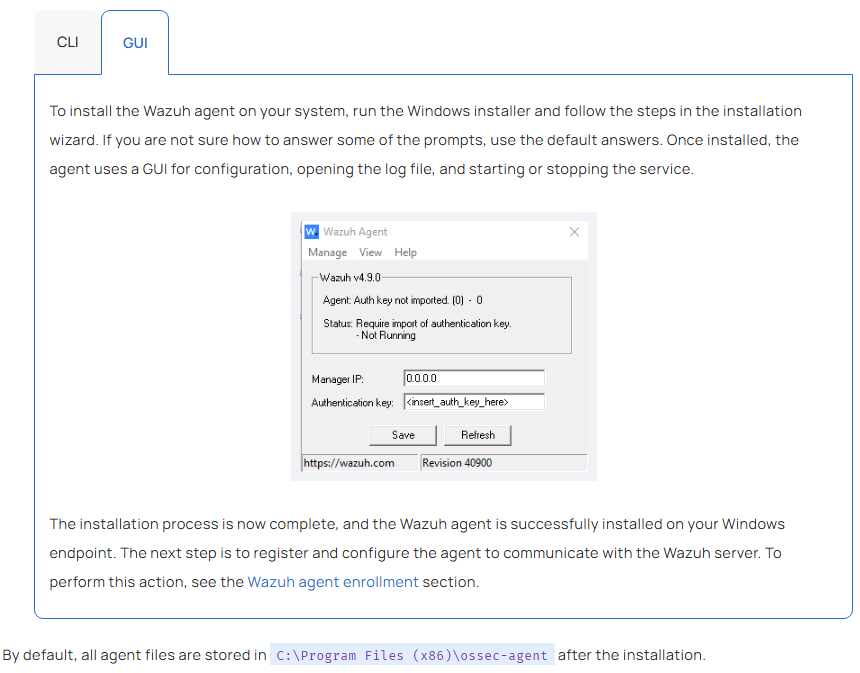 CLI
GUI
To install the Wazuh agent on your system, run the Windows installer and follow the steps in the installation
wizard. If you are not sure how to answer some of the prompts, use the default answers. Once installed, the
agent uses a GUI for configuration, opening the log file, and starting or stopping the service.
W. Wazuh Agent
Manage View Help
Wazuh v4.9.0
Agent: Auth key not imported. (0) - 0
Status: Require import of authentication key.
- Not Running
Manager IP: 0.0.0.0
Authentication key: <insert_auth_key_here>
Save Refresh
https://wazuh.com Revision 40900
The installation process is now complete, and the Wazuh agent is successfully installed on your Windows
endpoint. The next step is to register and configure the agent to communicate with the Wazuh server. To
perform this action, see the Wazuh agent enrollment section.
By default, all agent files are stored in C:\Program Files (x86)\ossec-agent after the installation.